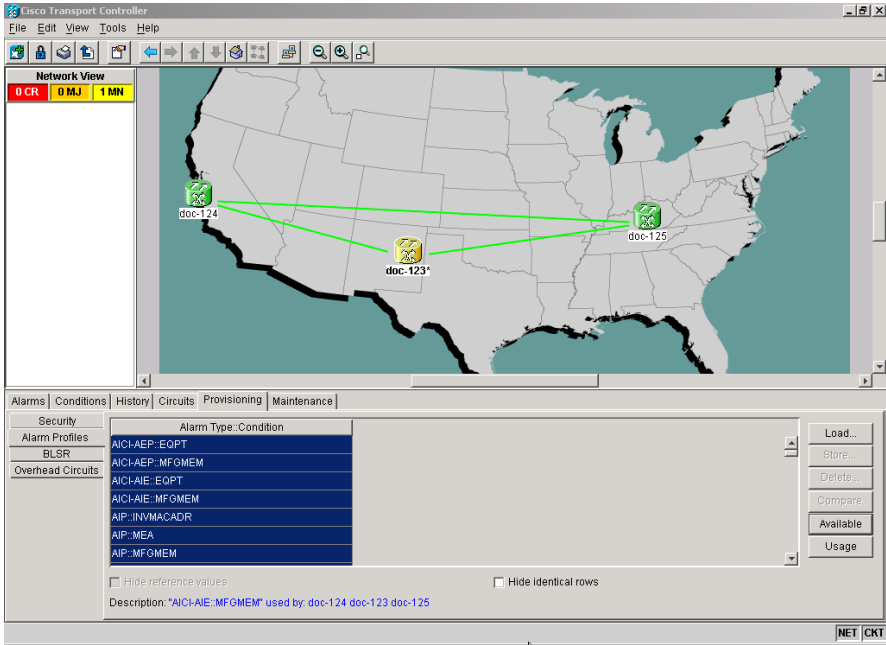 Cisco Transport Controller
File Edit View Tools Help
Network View
0 CR 0 MJ 1 MN
doc-124
doc-125
doc-123*
Alarms Conditions History Circuits Provisioning Maintenance
Security
Alarm Profiles
BLSR
Overhead Circuits
Alarm Type::Condition
AICI-AEP::EQPT
AICI-AEP::MFGMEM
AICI-AIE::EQPT
AICI-AIE::MFGMEM
AIP::INVMACADR
AIP::MEA
AIP::MFGMEM
Load...
Store...
Delete...
Compare
Available
Usage
Hide reference values
Hide identical rows
Description: "AICI-AIE::MFGMEM" used by: doc-124 doc-123 doc-125
NET CKT